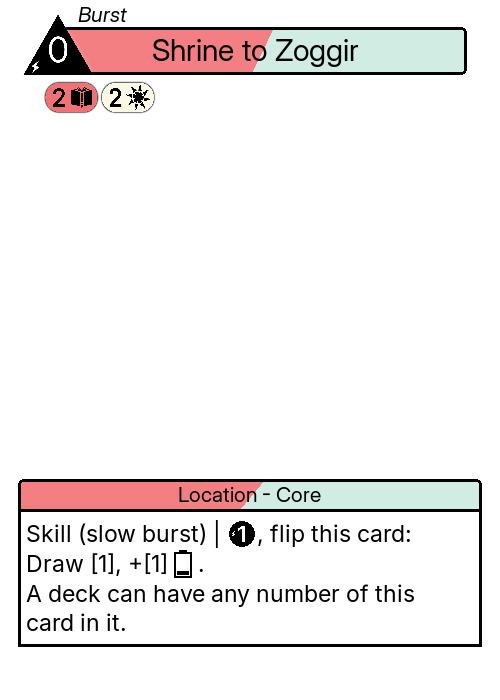 Burst
0 Shrine to Zoggir
2 2
Location - Core
Skill (slow burst) | 1, flip this card:
Draw [1], +[1] .
A deck can have any number of this
card in it.